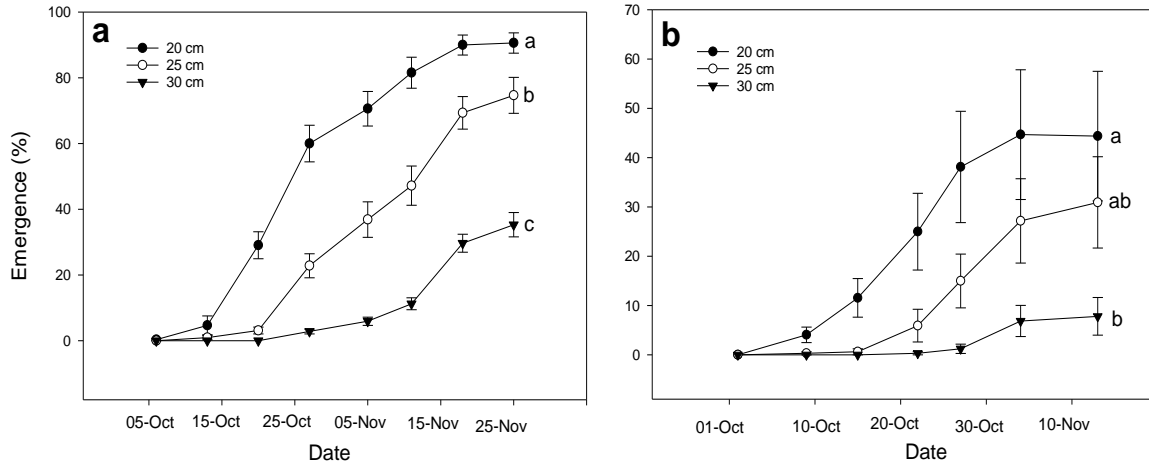 a
20 cm
25 cm
30 cm
a
b
c
100
80
60
40
20
0
Emergence (%)
05-Oct 15-Oct 25-Oct 05-Nov 15-Nov 25-Nov
Date
b
20 cm
25 cm
30 cm
a
ab
b
70
60
50
40
30
20
10
0
01-Oct 10-Oct 20-Oct 30-Oct 10-Nov
Date